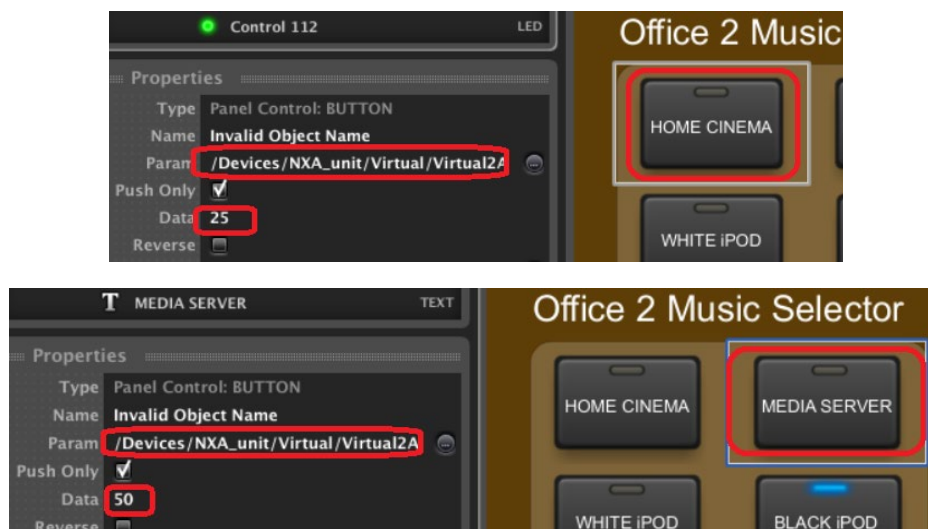 Control 112 LED
Office 2 Music
Properties
Type Panel Control: BUTTON
Name Invalid Object Name
Param /Devices/NXA_unit/Virtual/Virtual2A
Push Only
Data 25
Reverse
HOME CINEMA
WHITE iPOD
T MEDIA SERVER TEXT
Office 2 Music Selector
Properties
Type Panel Control: BUTTON
Name Invalid Object Name
Param /Devices/NXA_unit/Virtual/Virtual2A
Push Only
Data 50
Reverse
HOME CINEMA MEDIA SERVER
WHITE iPOD BLACK iPOD